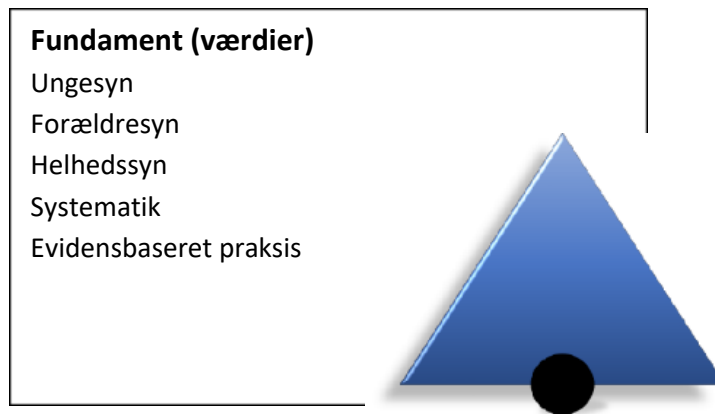 Fundament (værdier)
Ungesyn
Forældresyn
Helhedssyn
Systematik
Evidensbaseret praksis